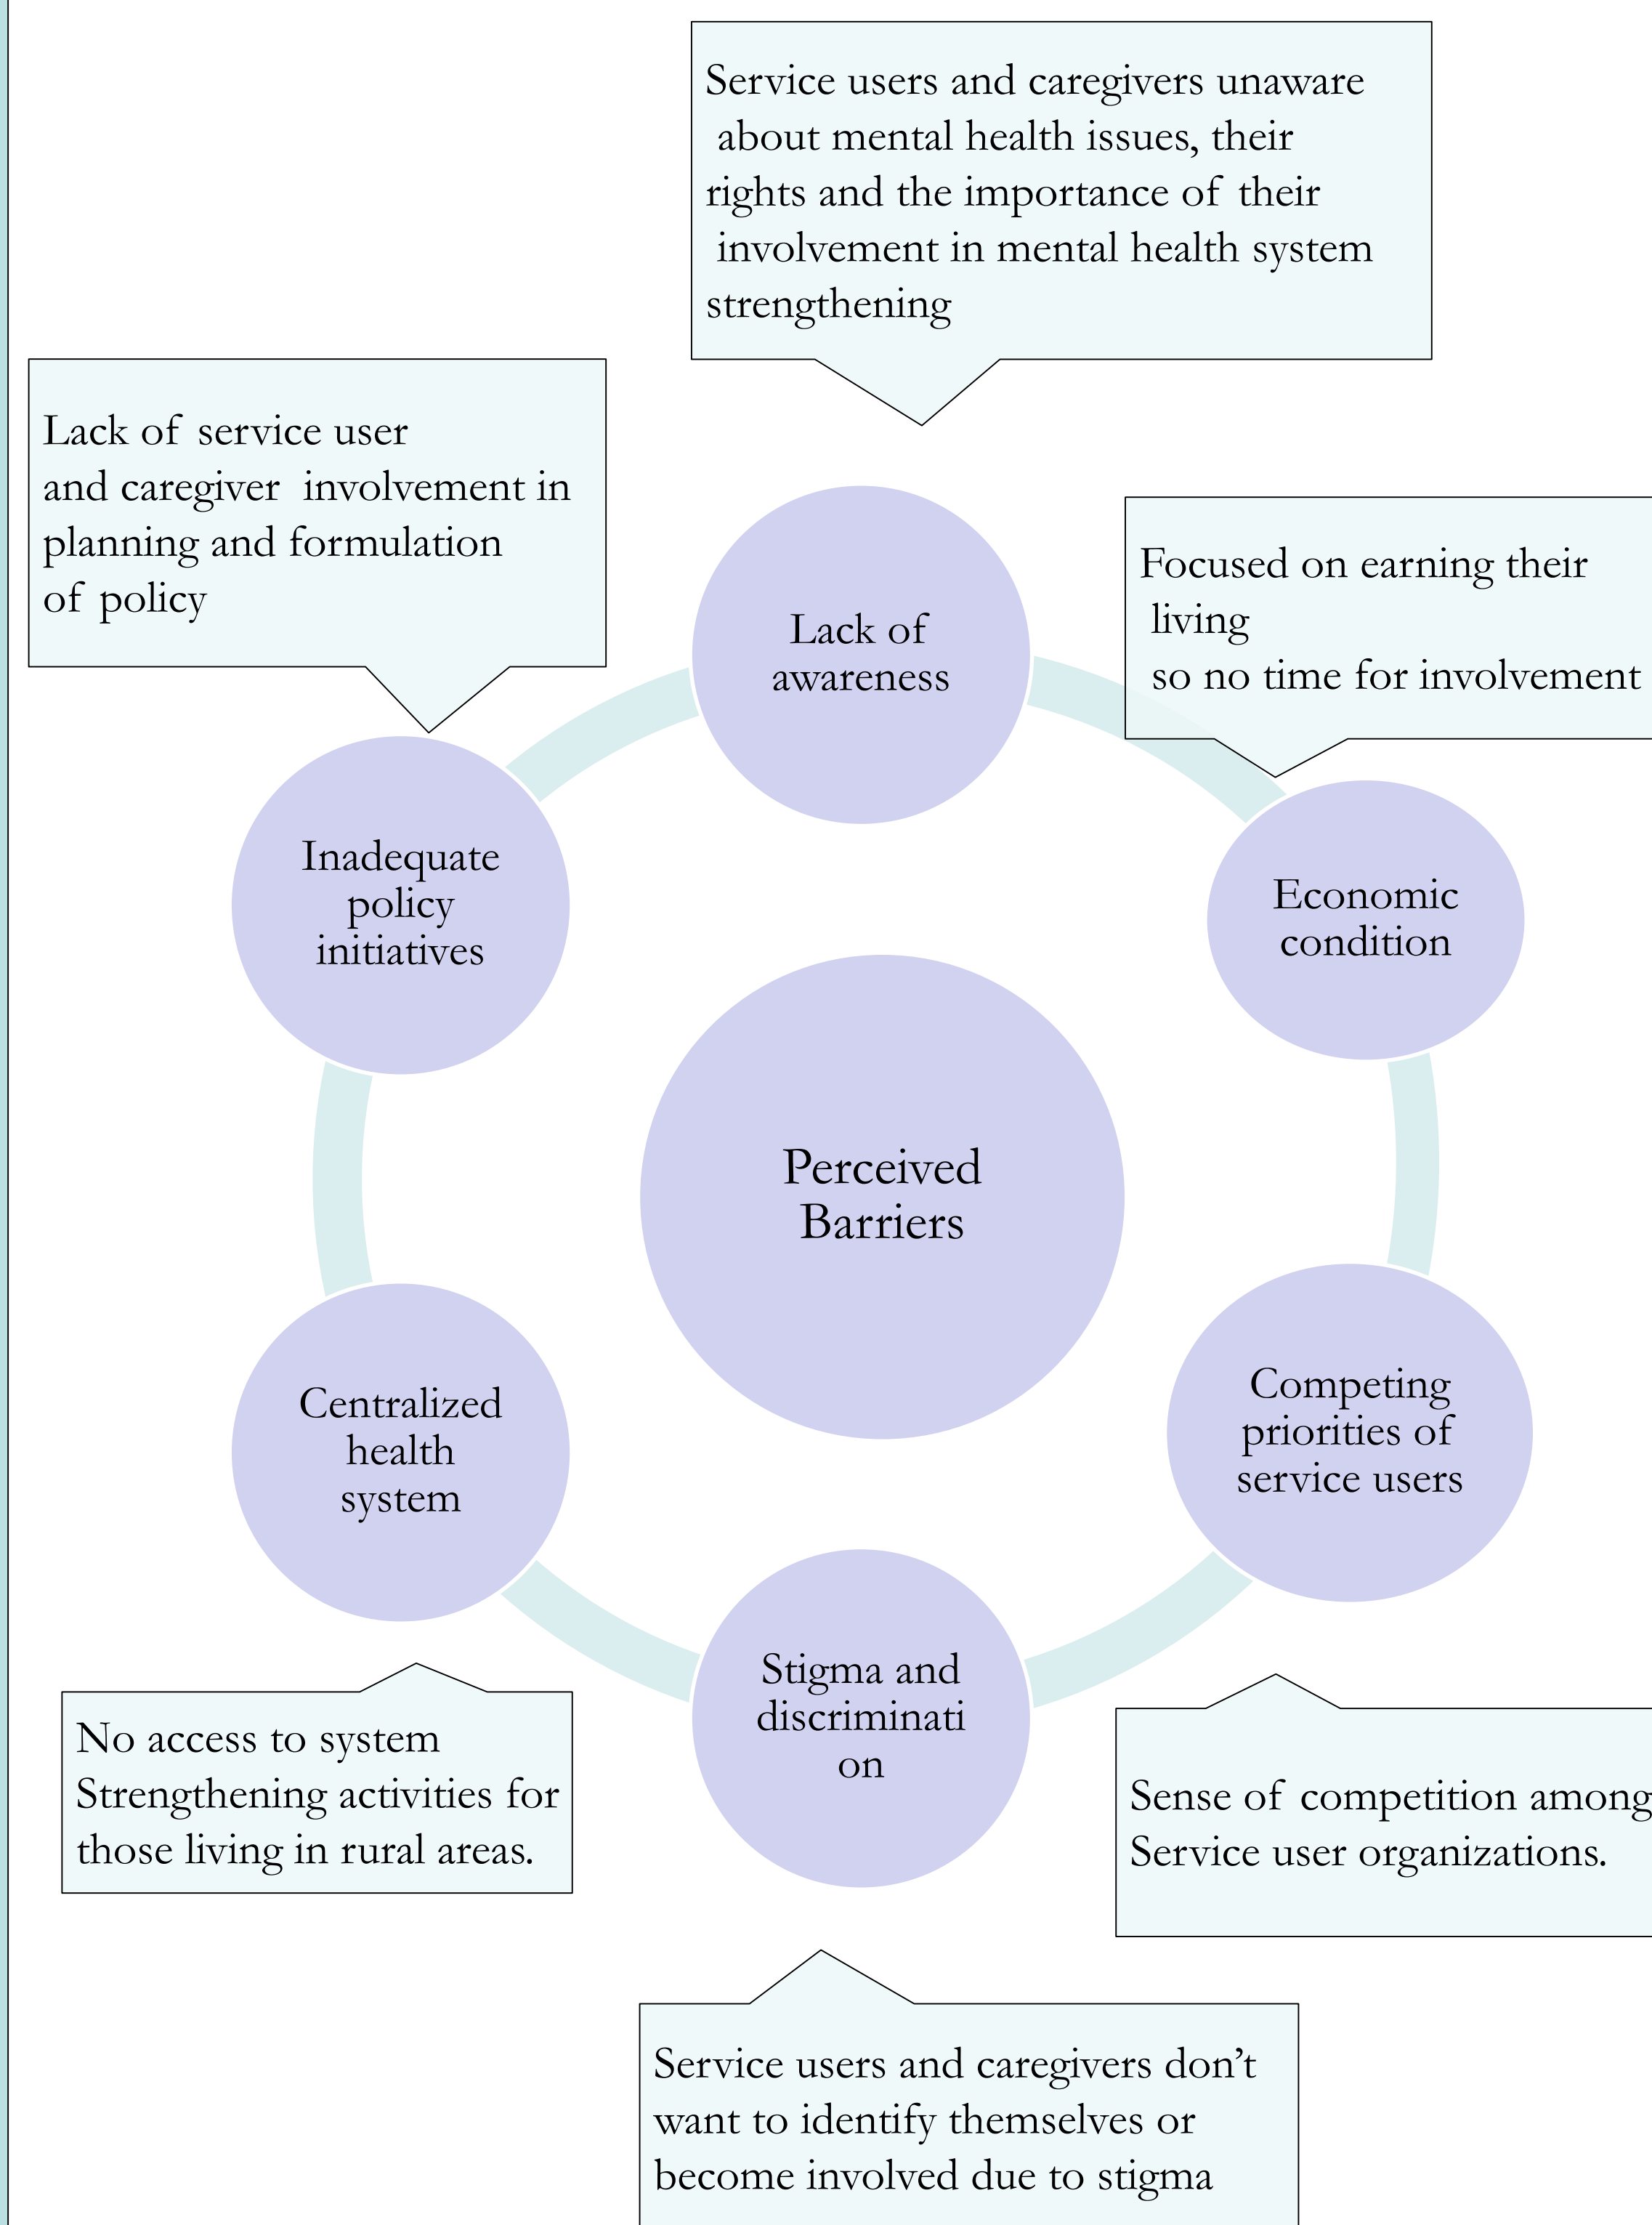 Service users and caregivers unaware
about mental health issues, their
rights and the importance of their
involvement in mental health system
strengthening
Lack of service user
and caregiver involvement in
planning and formulation
of policy
Focused on earning their
living
so no time for involvement
Lack of
awareness
Inadequate
policy
initiatives
Economic
condition
Perceived
Barriers
Centralized
health
system
Competing
priorities of
service users
Stigma and
discriminati
on
No access to system
Strengthening activities for
those living in rural areas.
Sense of competition among
Service user organizations.
Service users and caregivers don’t
want to identify themselves or
become involved due to stigma